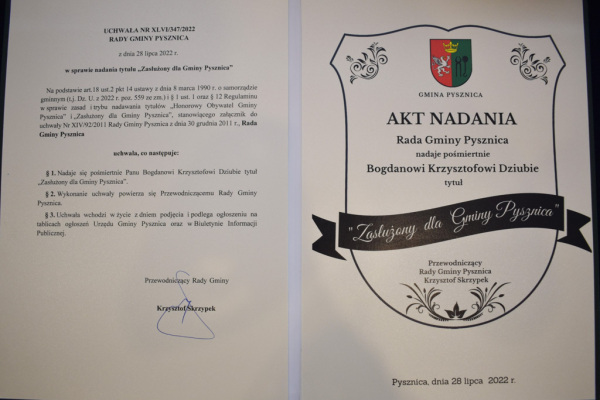 UCHWAŁA NR XLVI/347/2022
RADY GMINY PYSZNICA
z dnia 28 lipca 2022 r.
w sprawie nadania tytułu „Zasłużony dla Gminy Pysznica”
Na podstawie art.18 ust.2 pkt 14 ustawy z dnia 8 marca 1990 r. o samorządzie
gminnym (t.j. Dz. U. z 2022 r. poz. 559 ze zm.) i § 1 ust. 1 oraz § 12 Regulaminu
w sprawie zasad i trybu nadawania tytułów „Honorowy Obywatel Gminy
Pysznica” i „Zasłużony dla Gminy Pysznica”, stanowiącego załącznik do
uchwały Nr XIV/92/2011 Rady Gminy Pysznica z dnia 30 grudnia 2011 r., Rada
Gminy Pysznica
uchwala, co następuje:
§ 1. Nadaje się pośmiertnie Panu Bogdanowi Krzysztofowi Dziubie tytuł
„Zasłużony dla Gminy Pysznica”.
§ 2. Wykonanie uchwały powierza się Przewodniczącemu Rady Gminy
Pysznica.
§ 3. Uchwała wchodzi w życie z dniem podjęcia i podlega ogłoszeniu na
tablicach ogłoszeń Urzędu Gminy Pysznica oraz w Biuletynie Informacji
Publicznej.
Przewodniczący Rady Gminy
Krzysztof Skrzypek
GMINA PYSZNICA
AKT NADANIA
Rada Gminy Pysznica
nadaje pośmiertnie
Bogdanowi Krzysztofowi Dziubie
tytuł
"Zasłużony dla Gminy Pysznica"
Przewodniczący
Rady Gminy Pysznica
Krzysztof Skrzypek
Pysznica, dnia 28 lipca 2022 r.